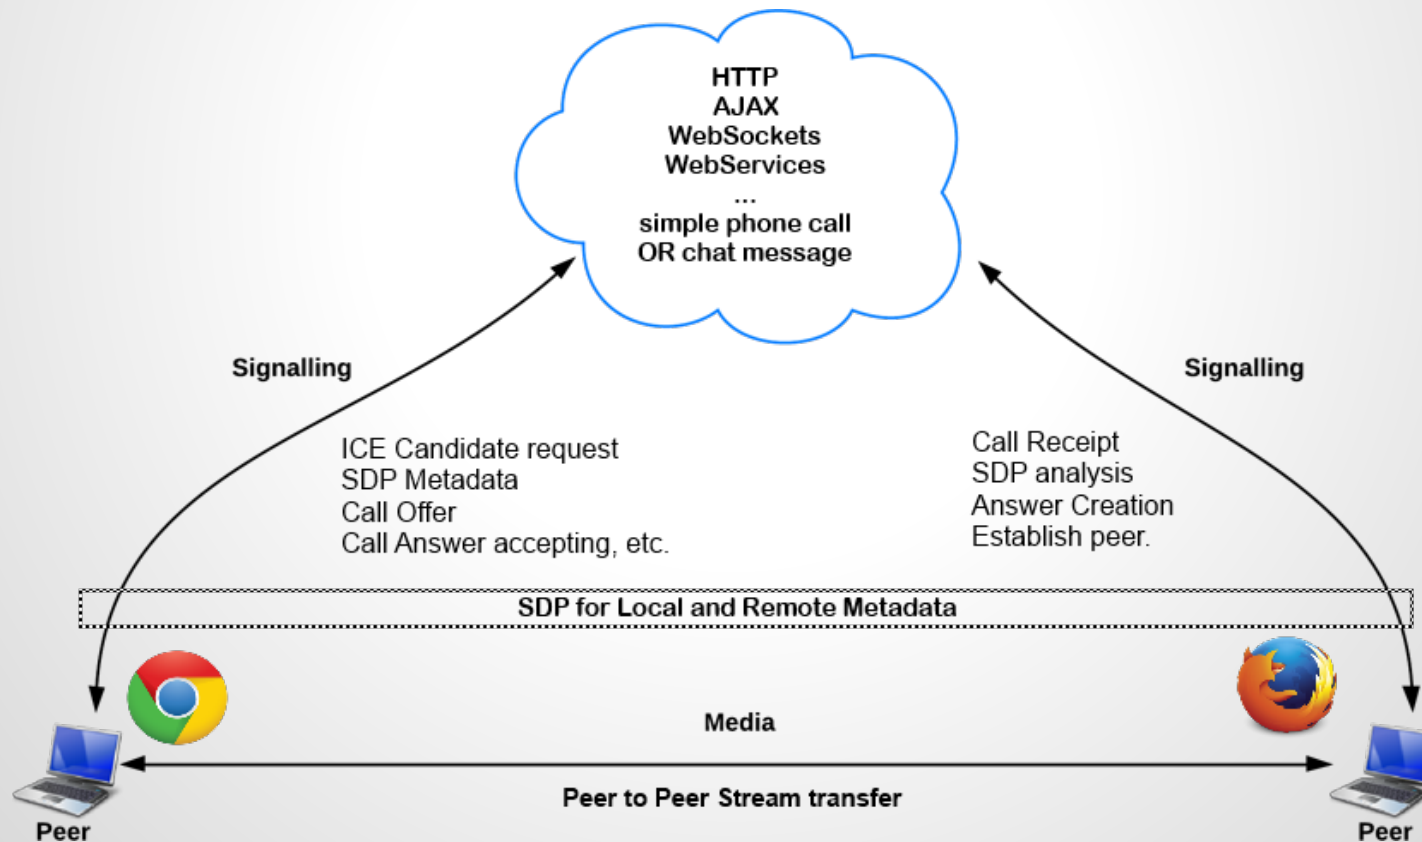 HTTP
AJAX
WebSockets
WebServices
...
simple phone call
OR chat message
Signalling
Signalling
ICE Candidate request
SDP Metadata
Call Offer
Call Answer accepting, etc.
Call Receipt
SDP analysis
Answer Creation
Establish peer.
SDP for Local and Remote Metadata
Media
Peer to Peer Stream transfer
Peer
Peer